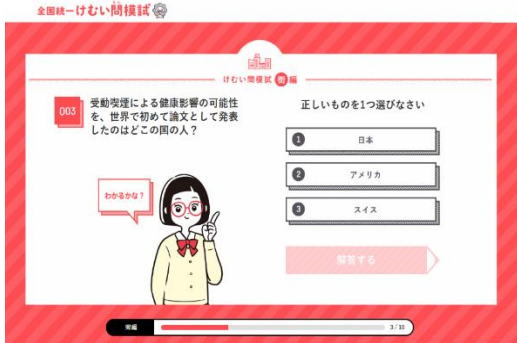 全国統一けむい問模試
けむい問模試 街 編
003
受動喫煙による健康影響の可能性
を、世界で初めて論文として発表
したのはどこの国の人？
わかるかな？
正しいものを1つ選びなさい
1 日本
2 アメリカ
3 スイス
解答する
街編
3/10